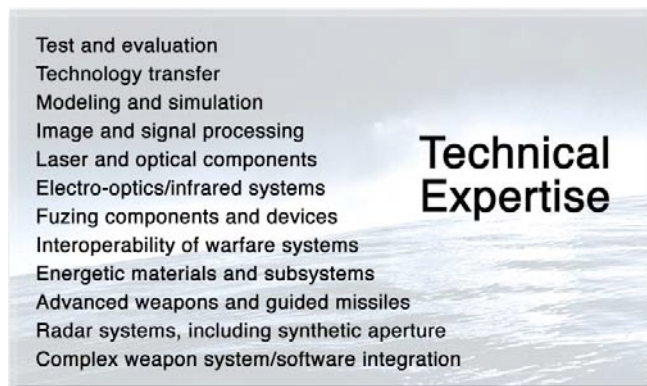 Test and evaluation
Technology transfer
Modeling and simulation
Image and signal processing
Laser and optical components
Electro-optics/infrared systems
Fuzing components and devices
Interoperability of warfare systems
Energetic materials and subsystems
Advanced weapons and guided missiles
Radar systems, including synthetic aperture
Complex weapon system/software integration
Technical
Expertise